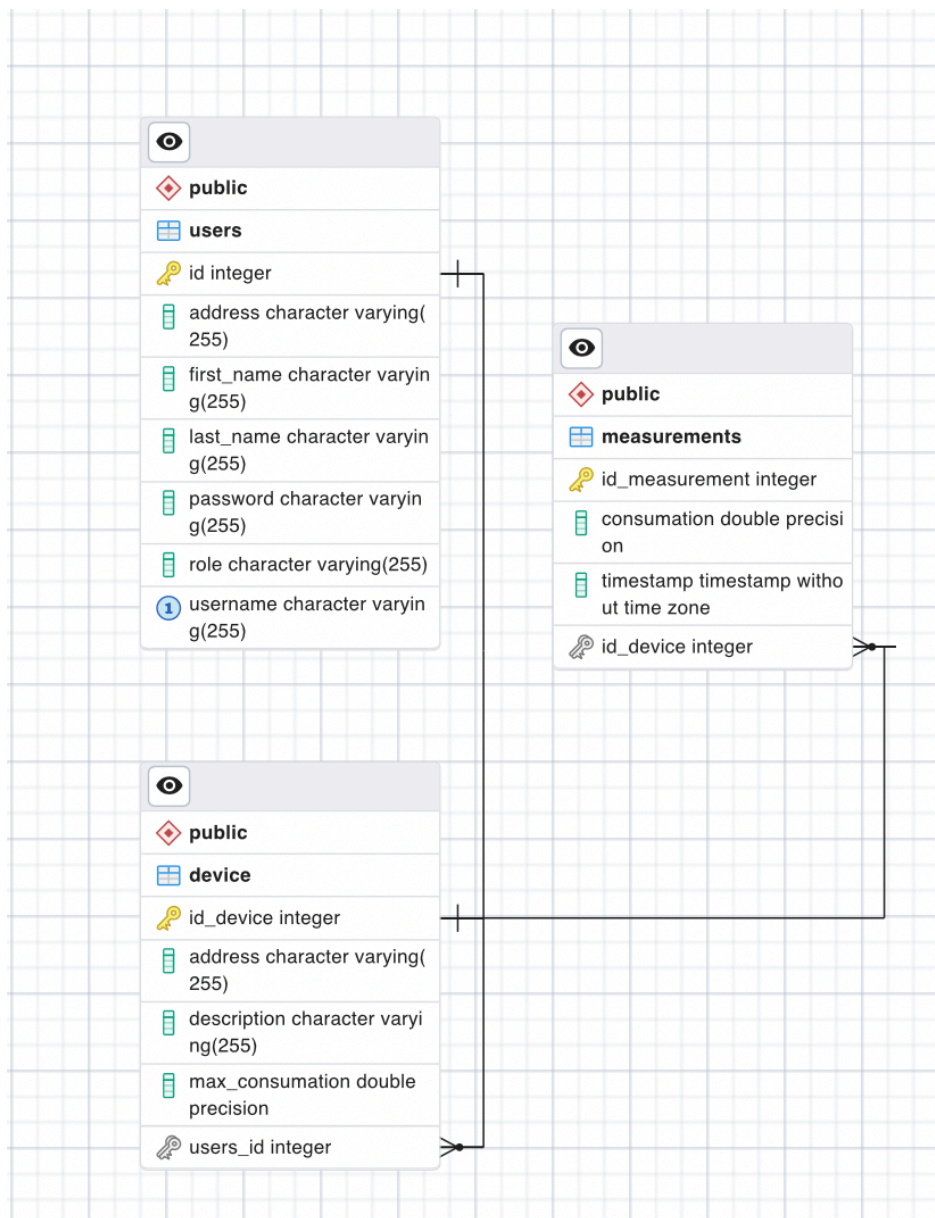 public
users
id integer
address character varying(
255)
first_name character varyin
g(255)
last_name character varyin
g(255)
password character varyin
g(255)
role character varying(255)
1 username character varyin
g(255)
public
measurements
id_measurement integer
consumation double precisi
on
timestamp timestamp witho
ut time zone
id_device integer
public
device
id_device integer
address character varying(
255)
description character varyi
ng(255)
max_consumation double
precision
users_id integer